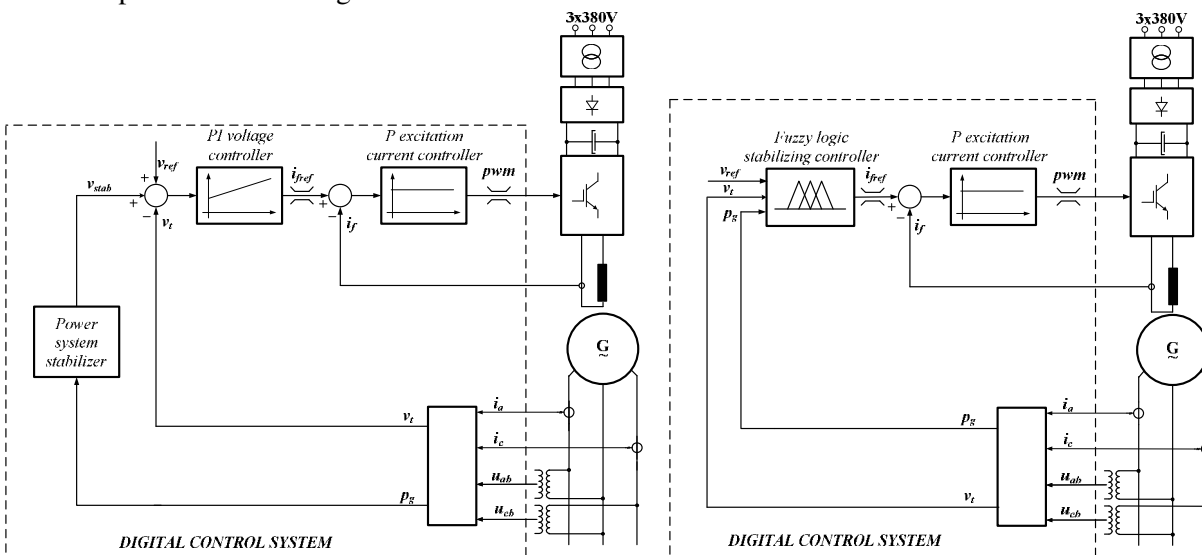 3x380V
PI voltage
controller
P excitation
current controller
v_ref
v_stab
+
+
−
v_t
i_fref
+
−
i_f
pwm
Power
system
stabilizer
G
~
v_t
p_g
i_a
i_c
u_ab
u_cb
DIGITAL CONTROL SYSTEM
3x380V
Fuzzy logic
stabilizing controller
P excitation
current controller
v_ref
v_t
p_g
i_fref
+
−
i_f
pwm
G
~
p_g
v_t
i_a
i_c
u_ab
u_cb
DIGITAL CONTROL SYSTEM